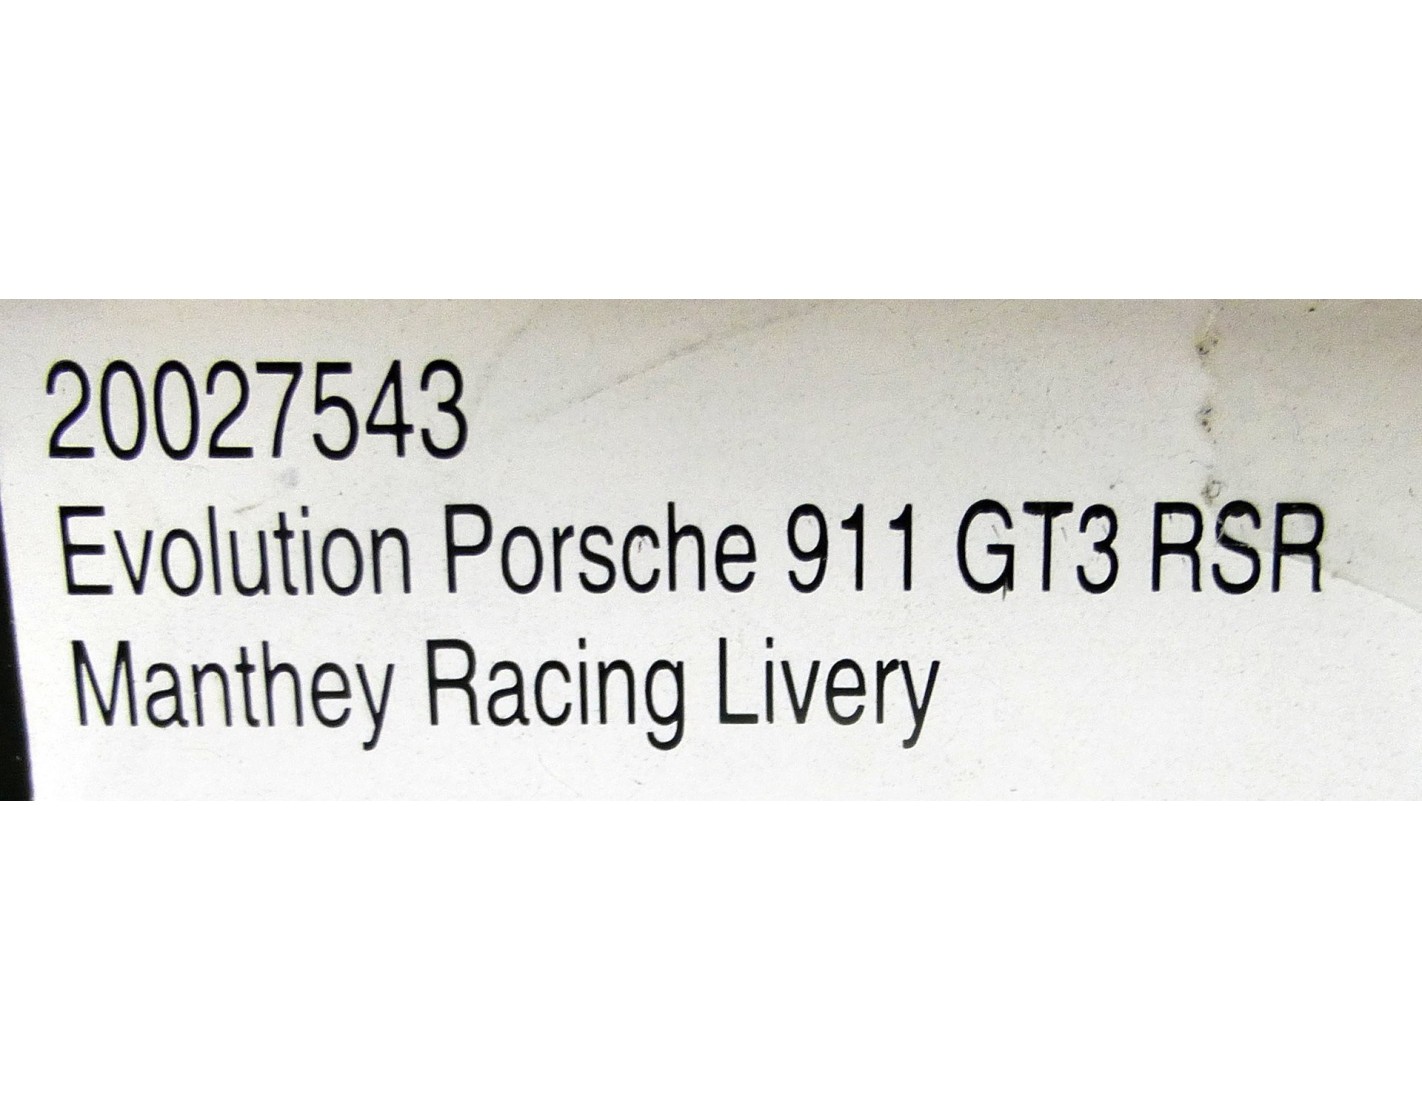 20027543
Evolution Porsche 911 GT3 RSR
Manthey Racing Livery